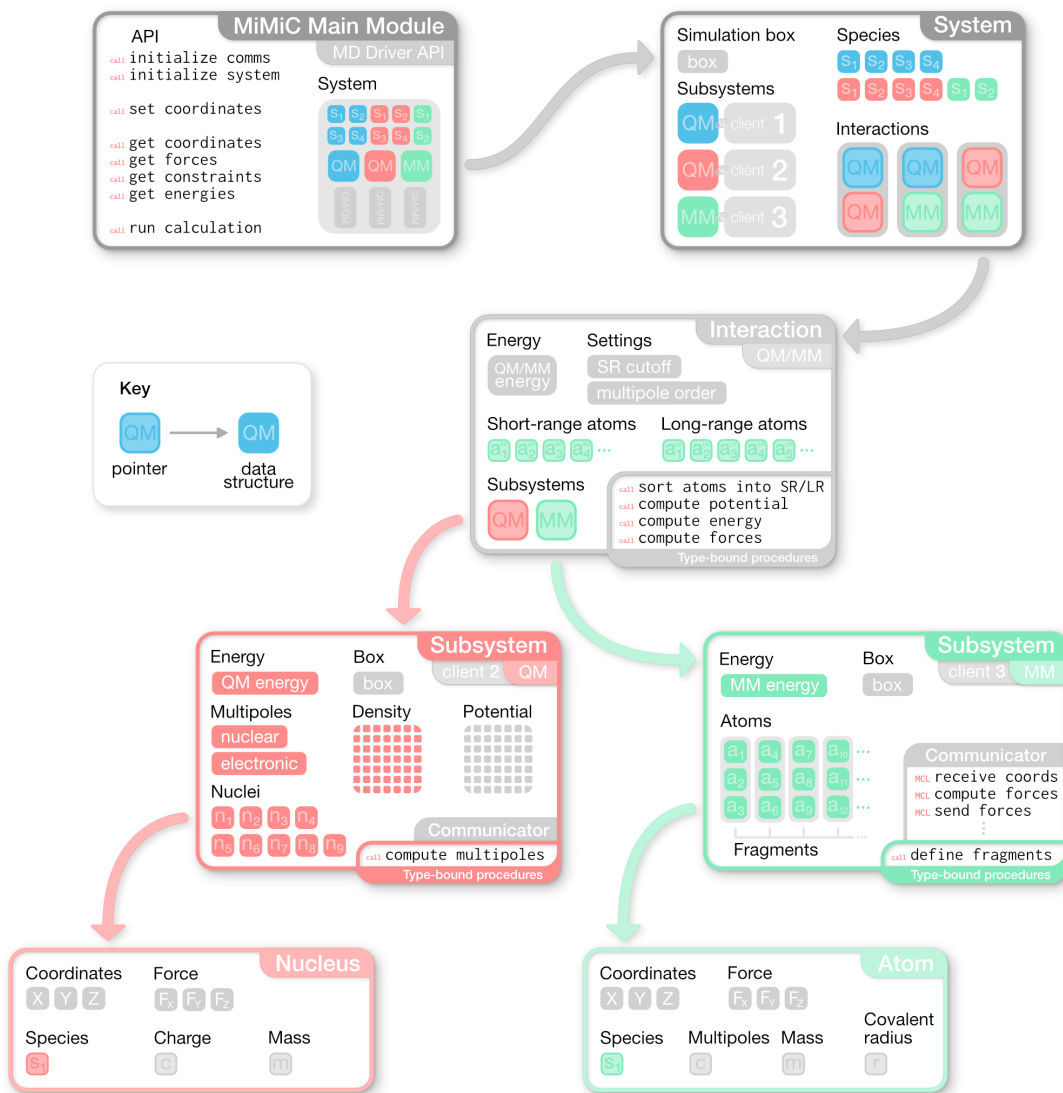 MiMiC Main Module
MD Driver API
API
call initialize comms
call initialize system
call set coordinates
call get coordinates
call get forces
call get constraints
call get energies
call run calculation
System
S1 S2 S1 S2 S1
S3 S4 S3 S4 S2
QM QM MM
QM/QM QM/MM QM/MM
System
Simulation box
box
Subsystems
QM client 1
QM client 2
MM client 3
Species
S1 S2 S3 S4
S1 S2 S3 S4 S1 S2
Interactions
QM QM QM
QM MM MM
Key
QM QM
pointer
data
structure
Interaction
QM/MM
Energy
QM/MM
energy
Settings
SR cutoff
multipole order
Short-range atoms
a1 a2 a3 a4 ...
Long-range atoms
a1 a2 a3 a4 a5 ...
Subsystems
QM MM
call sort atoms into SR/LR
call compute potential
call compute energy
call compute forces
Type-bound procedures
Subsystem
client 2 QM
Energy
QM energy
Box
box
Multipoles
nuclear
electronic
Density
Potential
Nuclei
n1 n2 n3 n4
n5 n6 n7 n8 n9
Communicator
call compute multipoles
Type-bound procedures
Subsystem
client 3 MM
Energy
MM energy
Box
box
Atoms
a1 a4 a7 a10 ...
a2 a5 a8 a11 ...
a3 a6 a9 a12 ...
...
Fragments
Communicator
MCL receive coords
MCL compute forces
MCL send forces
⋮
call define fragments
Type-bound procedures
Nucleus
Coordinates
X Y Z
Force
FX FY FZ
Species
S1
Charge
c
Mass
m
Atom
Coordinates
X Y Z
Force
FX FY FZ
Species
S1
Multipoles
c
Mass
m
Covalent
radius
r